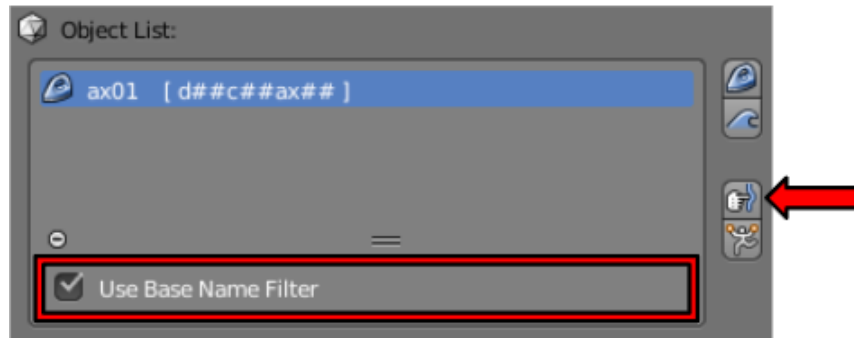 Object List:
ax01 [ d##c##ax## ]
Use Base Name Filter